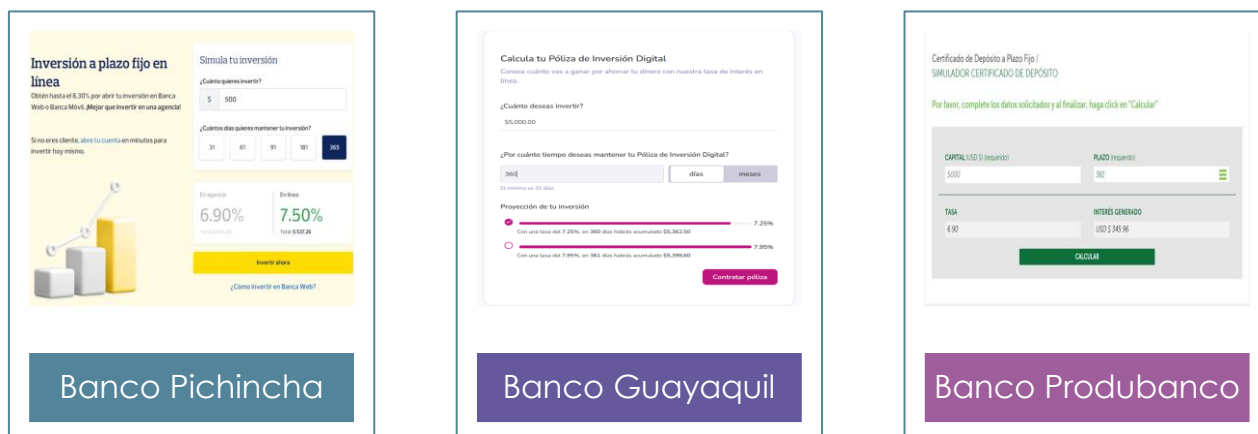 Inversión a plazo fijo en
línea
Obtén hasta el 8,30% por abrir tu inversión en Banca
Web o Banca Móvil. ¡Mejor que invertir en una agencia!
Si no eres cliente, abre tu cuenta en minutos para
invertir hoy mismo.
Simula tu inversión
¿Cuánto quieres invertir?
$ 500
¿Cuántos días quieres mantener tu inversión?
31 61 91 181 365
En agencia En línea
6.90% 7.50%
Total $ 537.26
Invertir ahora
¿Cómo invertir en Banca Web?
Banco Pichincha
Calcula tu Póliza de Inversión Digital
Conoce cuánto vas a ganar por ahorrar tu dinero con nuestra tasa de interés en
línea.
¿Cuánto deseas invertir?
$5,000.00
¿Por cuánto tiempo deseas mantener tu Póliza de Inversión Digital?
360 días meses
El mínimo es 31 días
Proyección de tu inversión
7.25%
Con una tasa del 7.25%, en 360 días habrás acumulado $5,362.50
7.95%
Con una tasa del 7.95%, en 361 días habrás acumulado $5,398.60
Contratar póliza
Banco Guayaquil
Certificado de Depósito a Plazo Fijo /
SIMULADOR CERTIFICADO DE DEPÓSITO
Por favor, complete los datos solicitados y al finalizar, haga click en "Calcular"
CAPITAL (USD $) (requerido) PLAZO (requerido)
5000 361
TASA INTERÉS GENERADO
6.90 USD $ 345.96
CALCULAR
Banco Produbanco